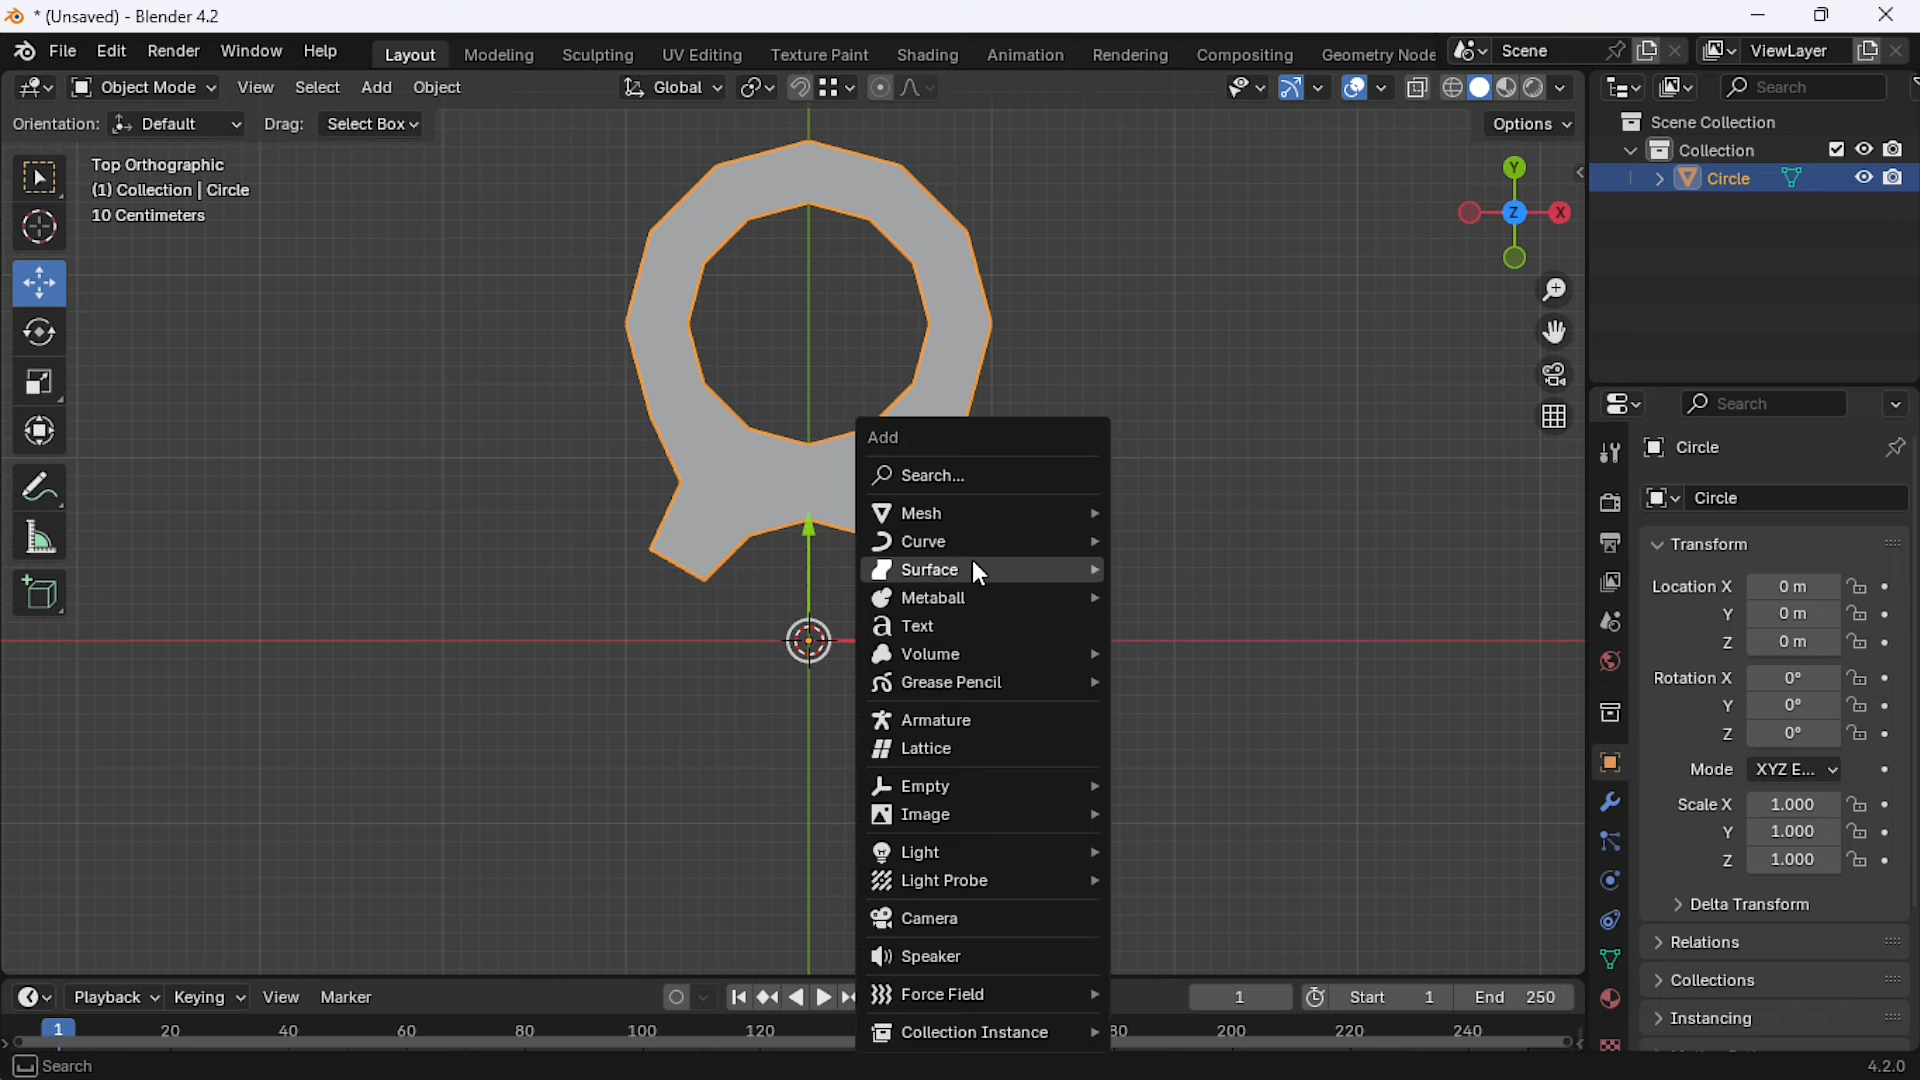 * (Unsaved) - Blender 4.2
File Edit Render Window Help Layout Modeling Sculpting UV Editing Texture Paint Shading Animation Rendering Compositing Geometry Node Scene ViewLayer
Object Mode View Select Add Object Global Search
Orientation: Default Drag: Select Box Options
Scene Collection
Collection
Circle
Top Orthographic
(1) Collection | Circle
10 Centimeters
Y
X
Z
Add
Search...
Mesh
Curve
Surface
Metaball
Text
Volume
Grease Pencil
Armature
Lattice
Empty
Image
Light
Light Probe
Camera
Speaker
Force Field
Collection Instance
Search
Circle
Circle
Transform
Location X 0 m
Y 0 m
Z 0 m
Rotation X 0°
Y 0°
Z 0°
Mode XYZ E...
Scale X 1.000
Y 1.000
Z 1.000
Delta Transform
Relations
Collections
Instancing
Playback Keying View Marker 1 Start 1 End 250
1 20 40 60 80 100 120 80 200 220 240
Search 4.2.0